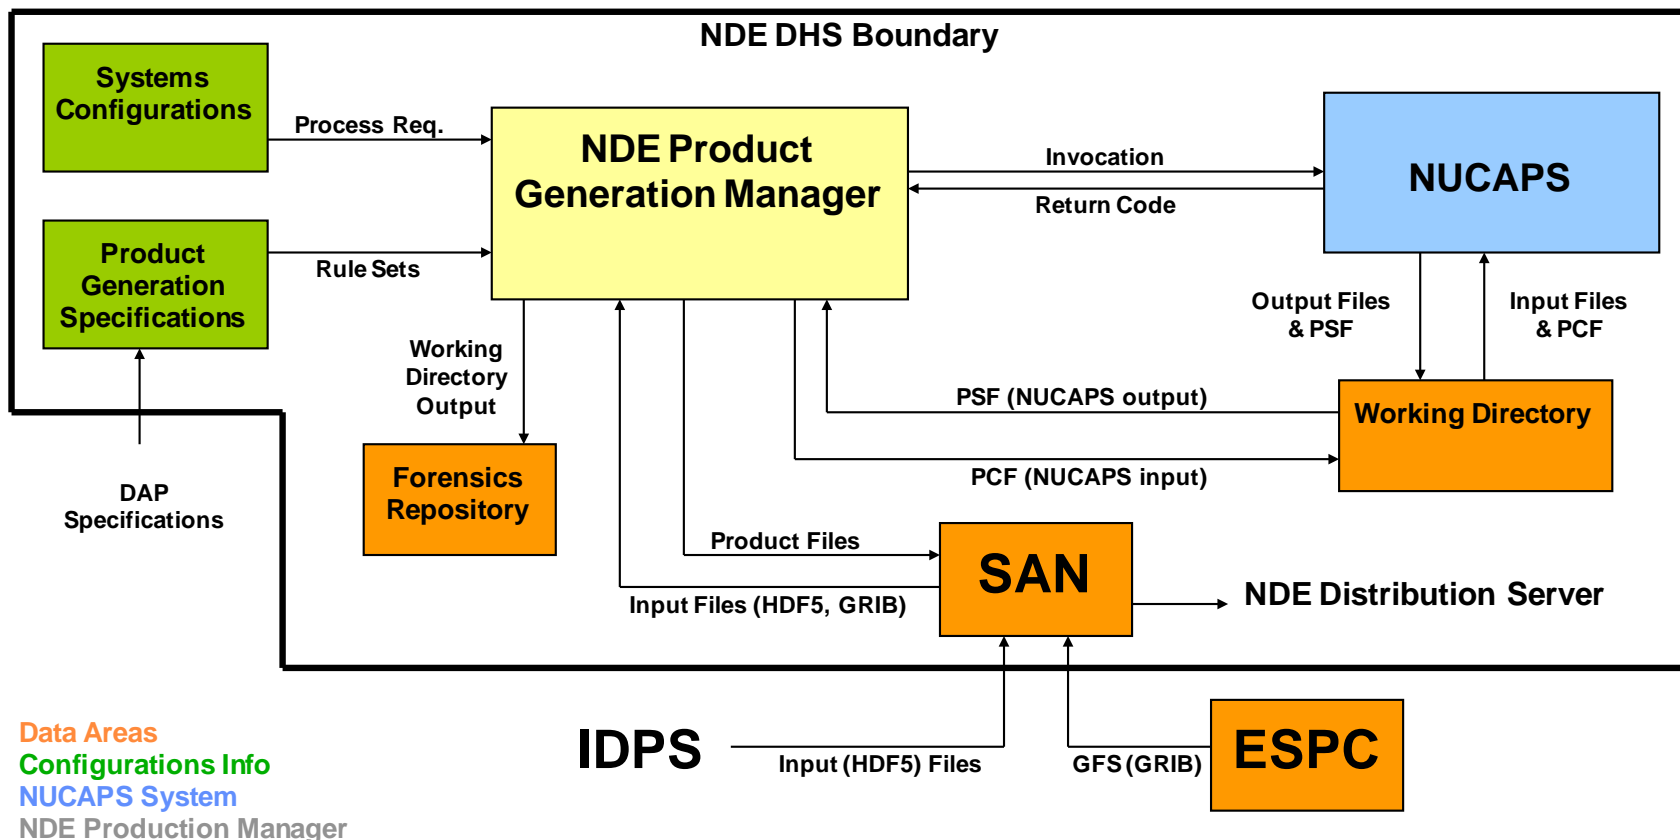 NDE DHS Boundary
Systems
Configurations
Process Req.
NDE Product
Generation Manager
Invocation
Return Code
NUCAPS
Product
Generation
Specifications
Rule Sets
Working
Directory
Output
Output Files
& PSF
Input Files
& PCF
PSF (NUCAPS output)
Working Directory
PCF (NUCAPS input)
DAP
Specifications
Forensics
Repository
Product Files
SAN
Input Files (HDF5, GRIB)
NDE Distribution Server
IDPS
Input (HDF5) Files
GFS (GRIB)
ESPC
Data Areas
Configurations Info
NUCAPS System
NDE Production Manager